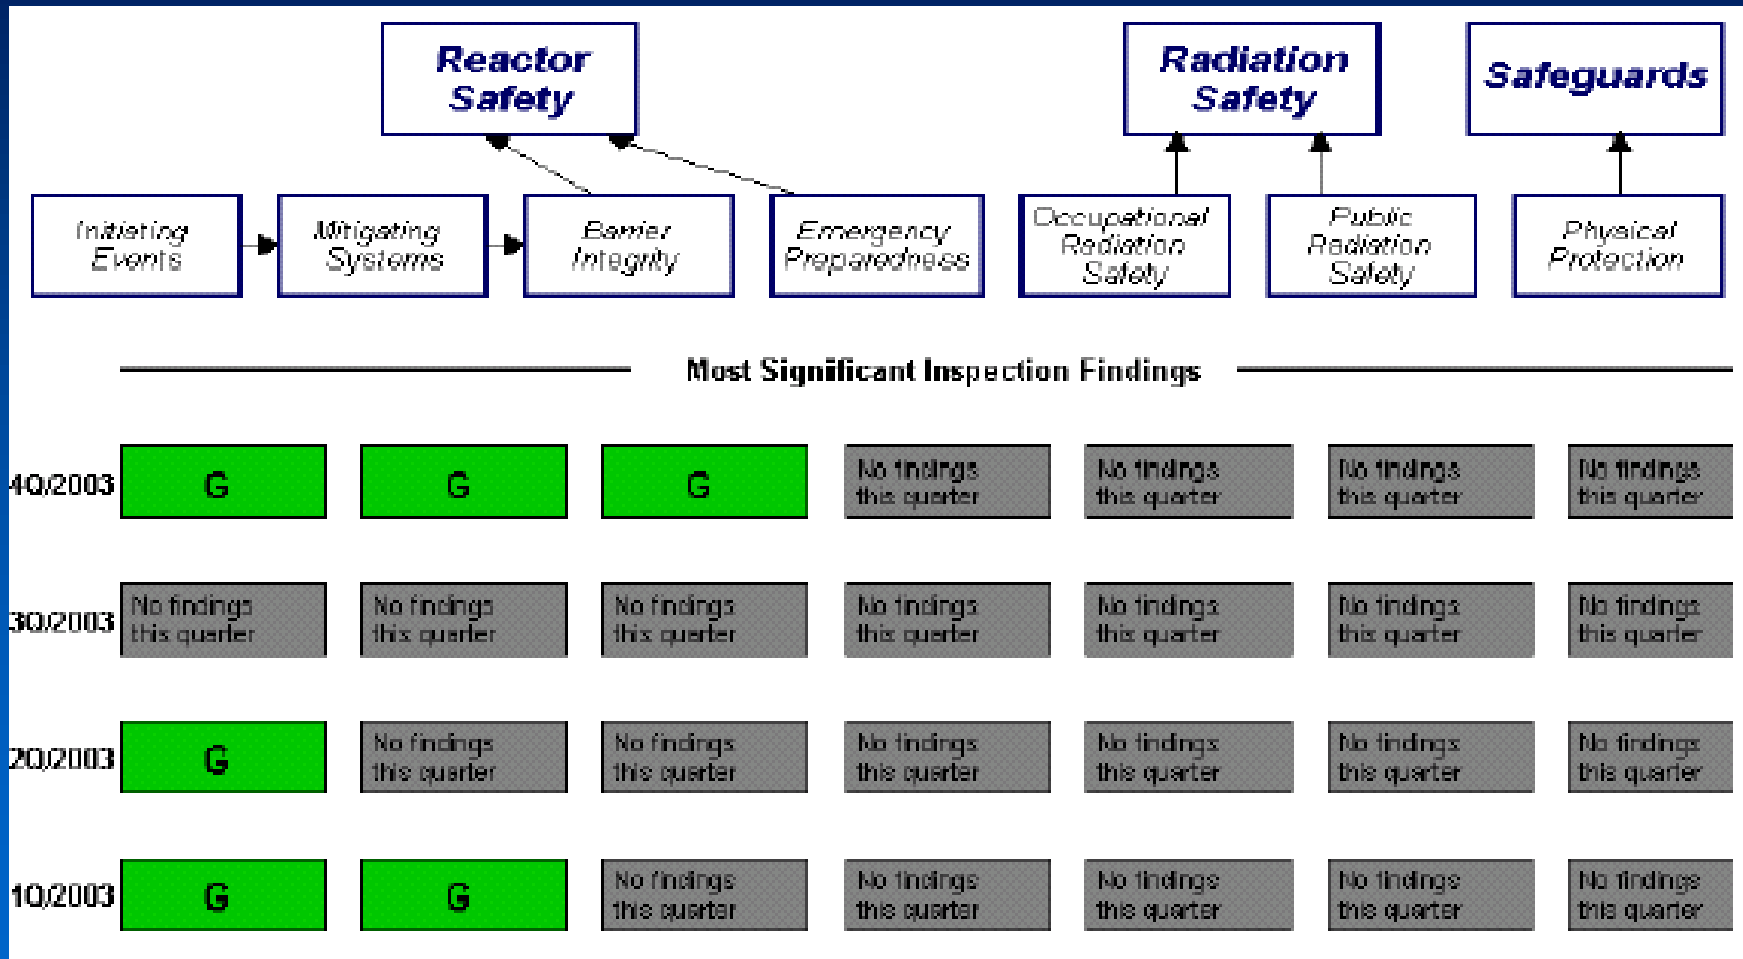 Reactor
Safety
Radiation
Safety
Safeguards
Initiating
Events
Mitigating
Systems
Barrier
Integrity
Emergency
Preparedness
Occupational
Radiation
Safety
Public
Radiation
Safety
Physical
Protection
Most Significant Inspection Findings
4Q/2003
G
G
G
No findings
this quarter
No findings
this quarter
No findings
this quarter
No findings
this quarter
3Q/2003
No findings
this quarter
No findings
this quarter
No findings
this quarter
No findings
this quarter
No findings
this quarter
No findings
this quarter
No findings
this quarter
2Q/2003
G
No findings
this quarter
No findings
this quarter
No findings
this quarter
No findings
this quarter
No findings
this quarter
No findings
this quarter
1Q/2003
G
G
No findings
this quarter
No findings
this quarter
No findings
this quarter
No findings
this quarter
No findings
this quarter